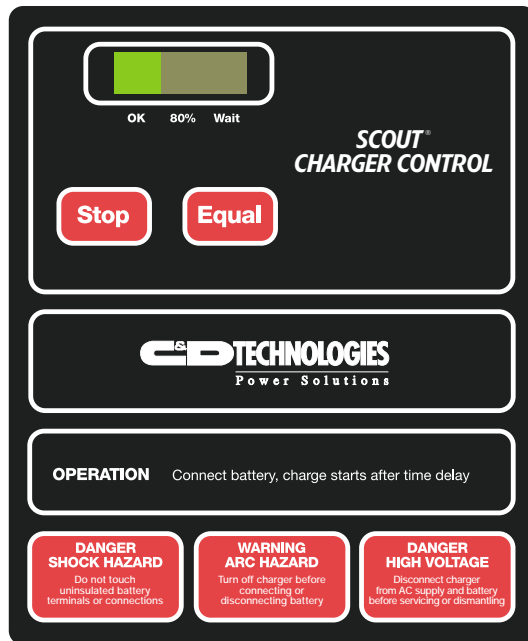 OK 80% Wait
SCOUT®
CHARGER CONTROL
Stop Equal
C&D TECHNOLOGIES
Power Solutions
OPERATION Connect battery, charge starts after time delay
DANGER
SHOCK HAZARD
Do not touch
uninsulated battery
terminals or connections
WARNING
ARC HAZARD
Turn off charger before
connecting or
disconnecting battery
DANGER
HIGH VOLTAGE
Disconnect charger
from AC supply and battery
before servicing or dismantling